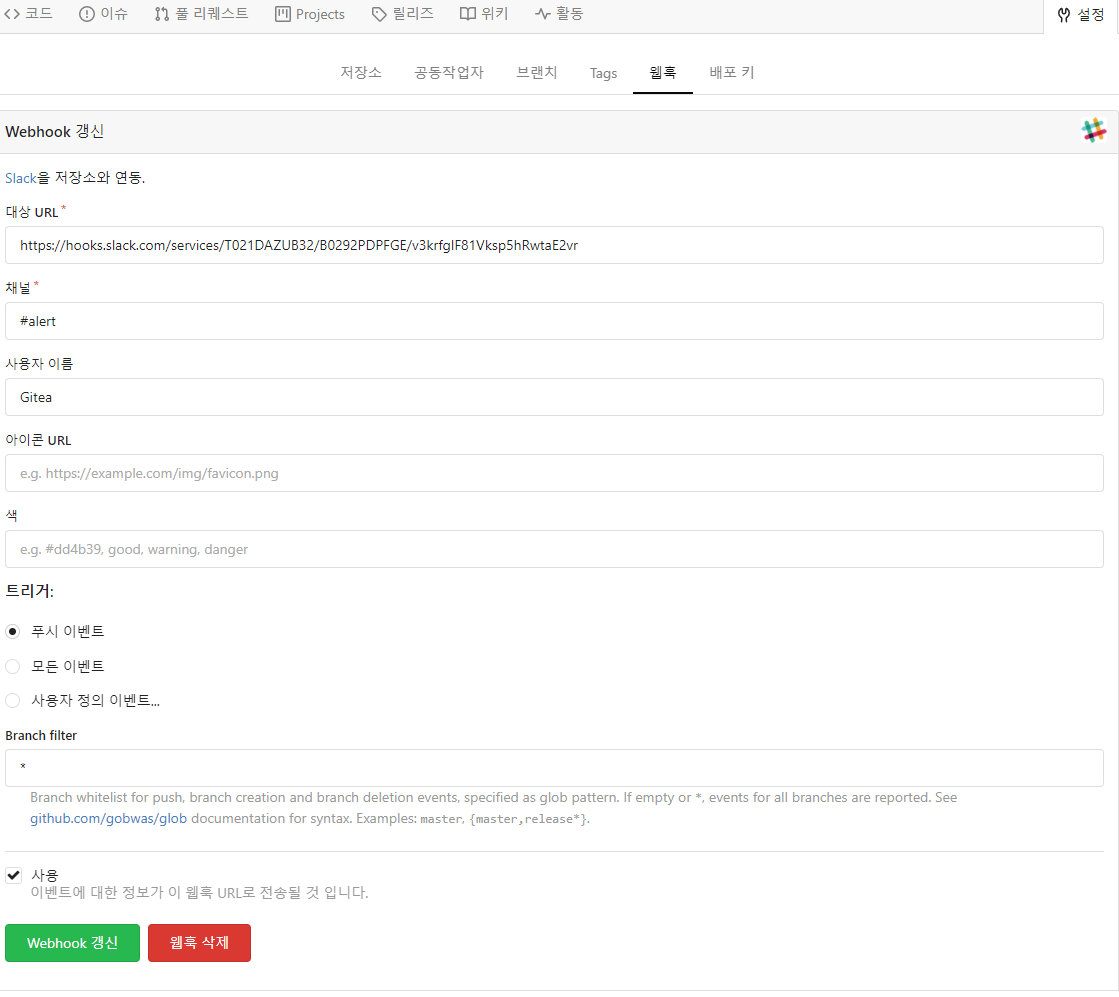 코드 이슈 풀 리퀘스트 Projects 릴리즈 위키 활동 설정
저장소 공동작업자 브랜치 Tags 웹훅 배포 키
Webhook 갱신
Slack을 저장소와 연동.
대상 URL*
https://hooks.slack.com/services/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
채널*
#alert
사용자 이름
Gitea
아이콘 URL
e.g. https://example.com/img/favicon.png
색
e.g. #dd4b39, good, warning, danger
트리거:
푸시 이벤트
모든 이벤트
사용자 정의 이벤트...
Branch filter
*
Branch whitelist for push, branch creation and branch deletion events, specified as glob pattern. If empty or *, events for all branches are reported. See
github.com/gobwas/glob documentation for syntax. Examples: master, {master,release*}.
사용
이벤트에 대한 정보가 이 웹훅 URL로 전송될 것 입니다.
Webhook 갱신 웹훅 삭제